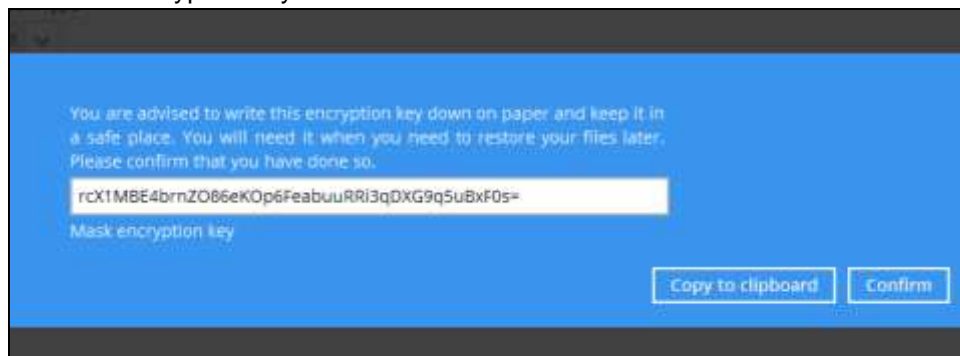 You are advised to write this encryption key down on paper and keep it in
a safe place. You will need it when you need to restore your files later.
Please confirm that you have done so.
rcX1MBE4brnZO86eKOp6FeabuuRRi3qDXG9q5uBxF0s=
Mask encryption key
Copy to clipboard Confirm